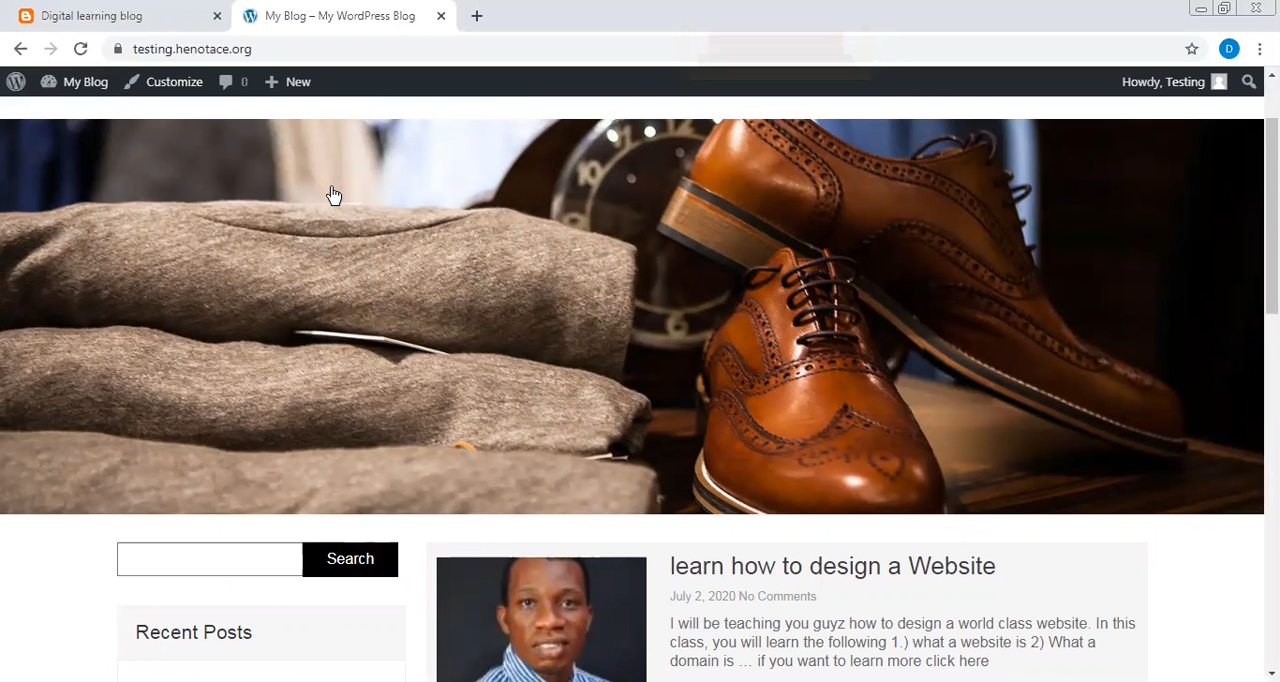 Digital learning blog
My Blog – My WordPress Blog
testing.henotace.org
D
My Blog
Customize
0
New
Howdy, Testing
10
12
6
Search
learn how to design a Website
July 2, 2020 No Comments
I will be teaching you guyz how to design a world class website. In this
class, you will learn the following 1.) what a website is 2) What a
domain is … if you want to learn more click here
Recent Posts